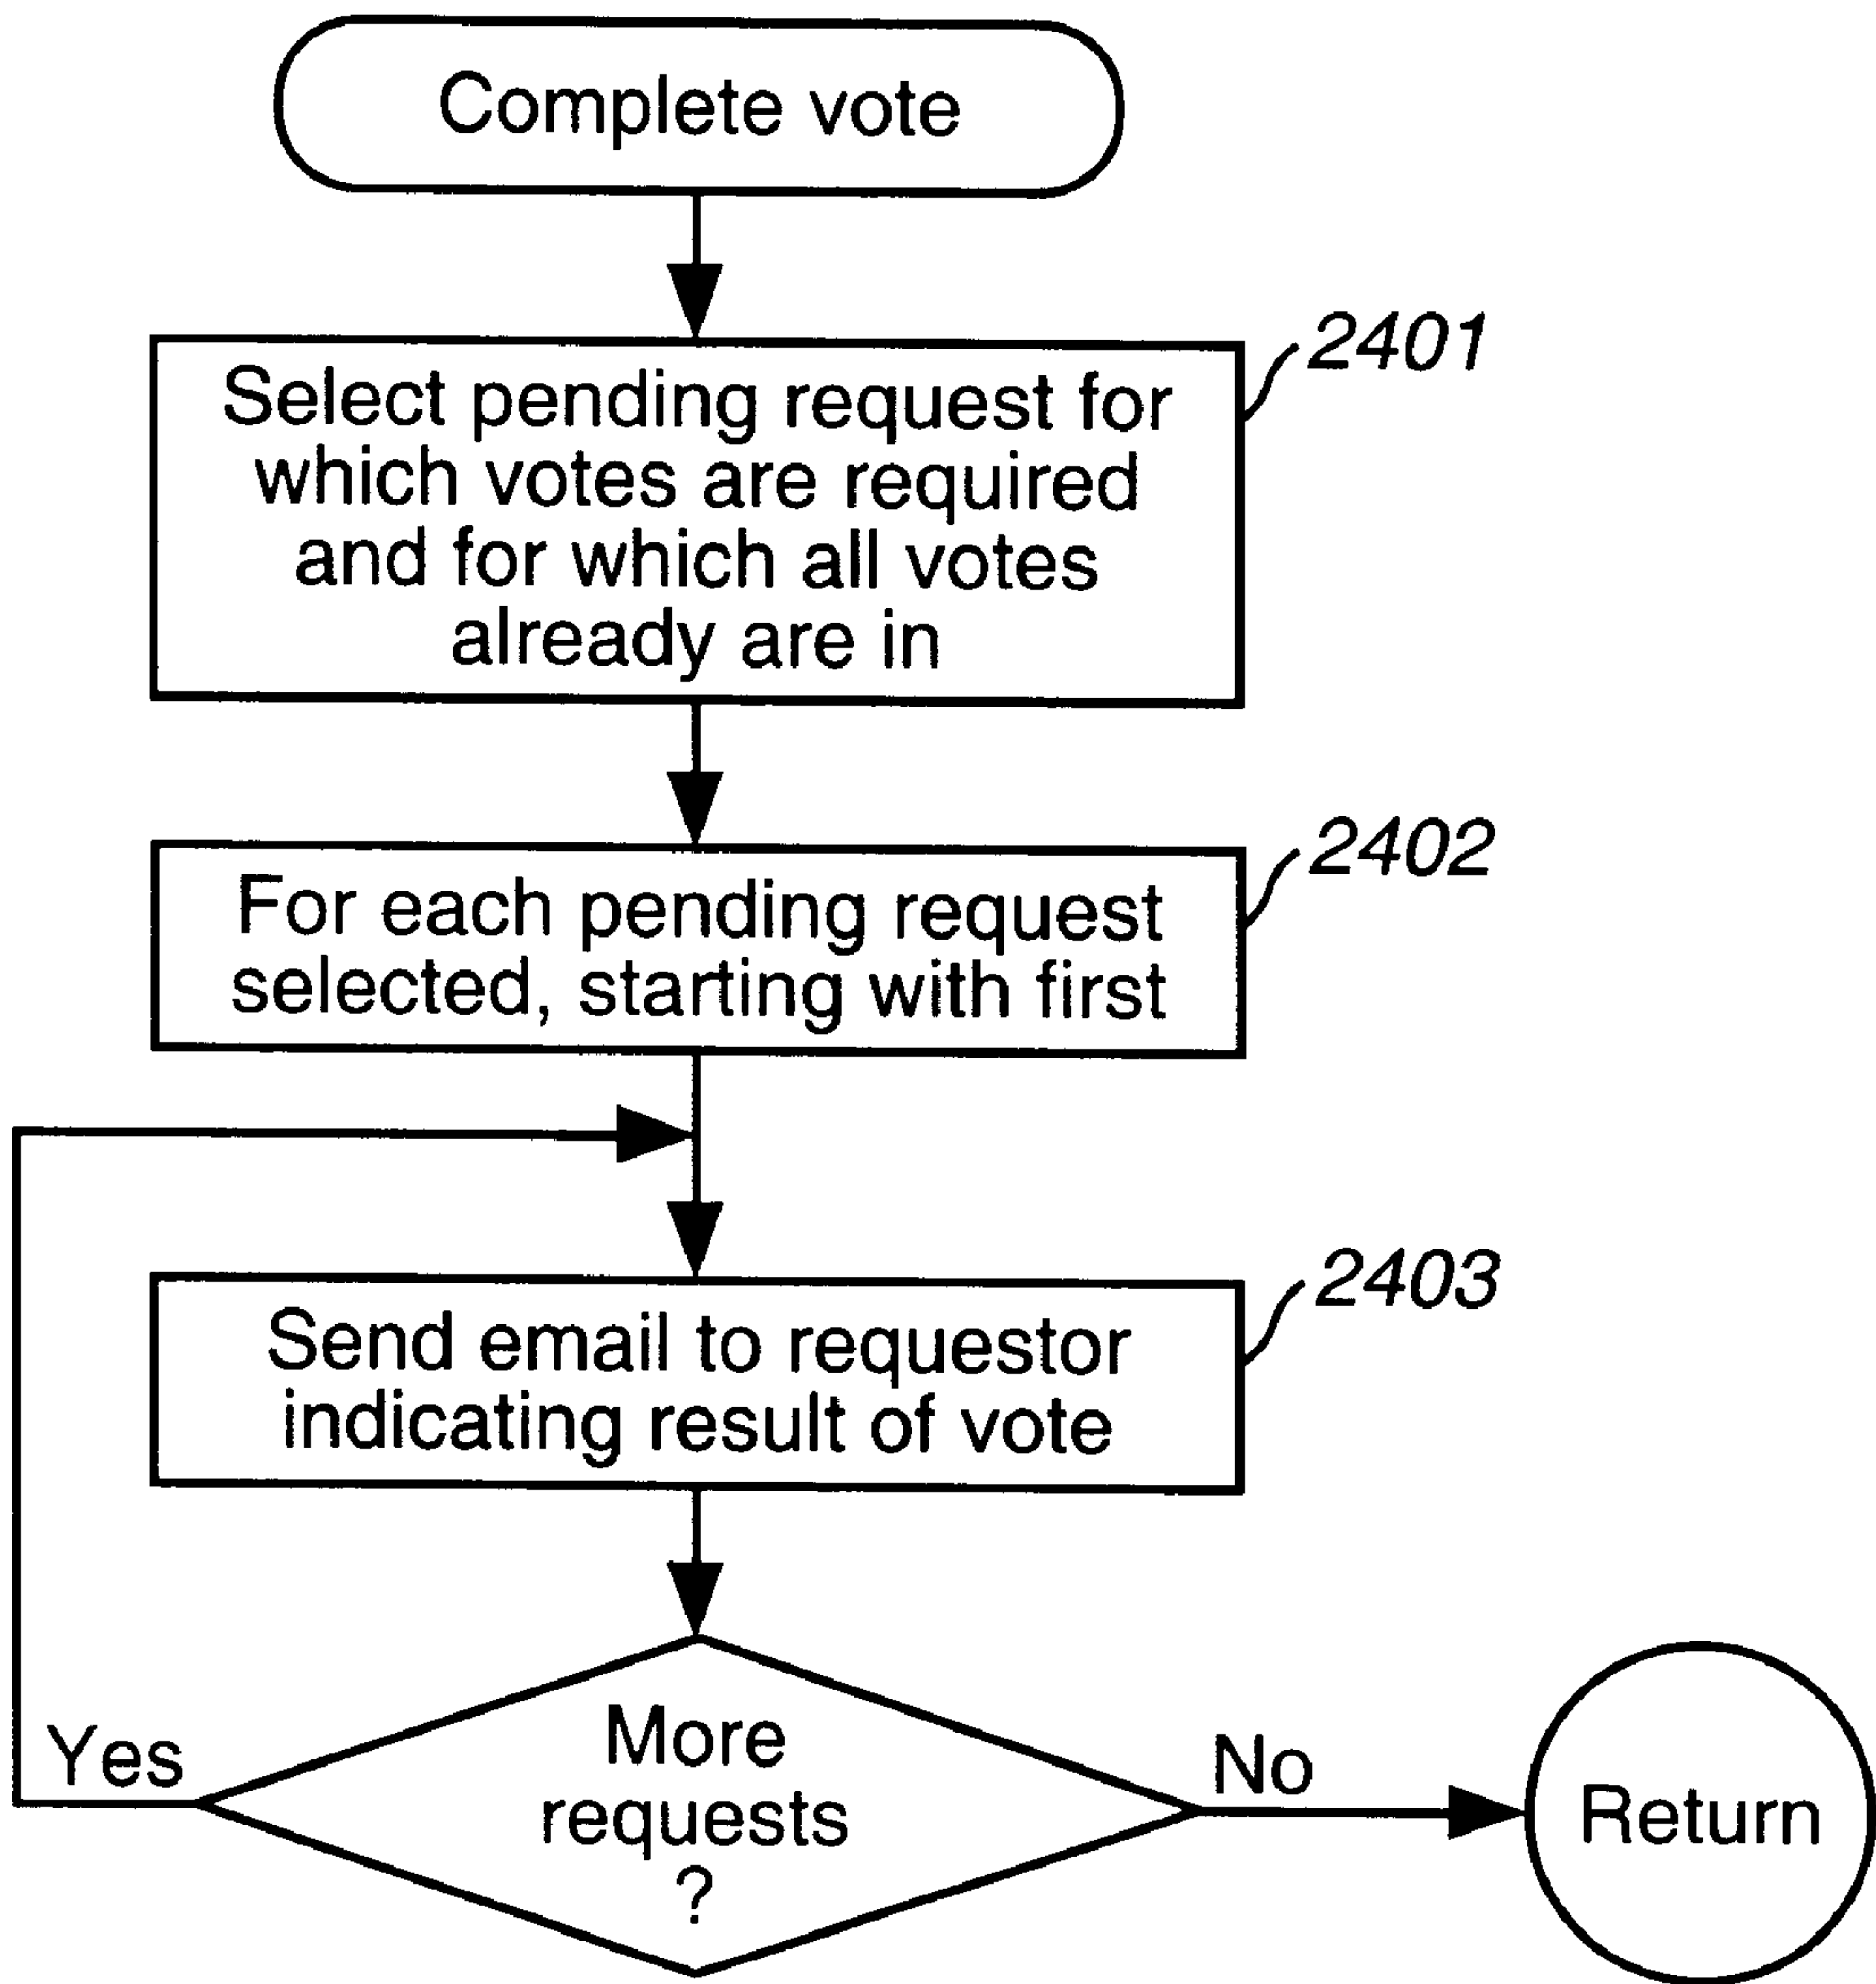 Complete vote
2401
Select pending request for
which votes are required
and for which all votes
already are in
2402
For each pending request
selected, starting with first
2403
Send email to requestor
indicating result of vote
More
requests
?
Yes
No
Return